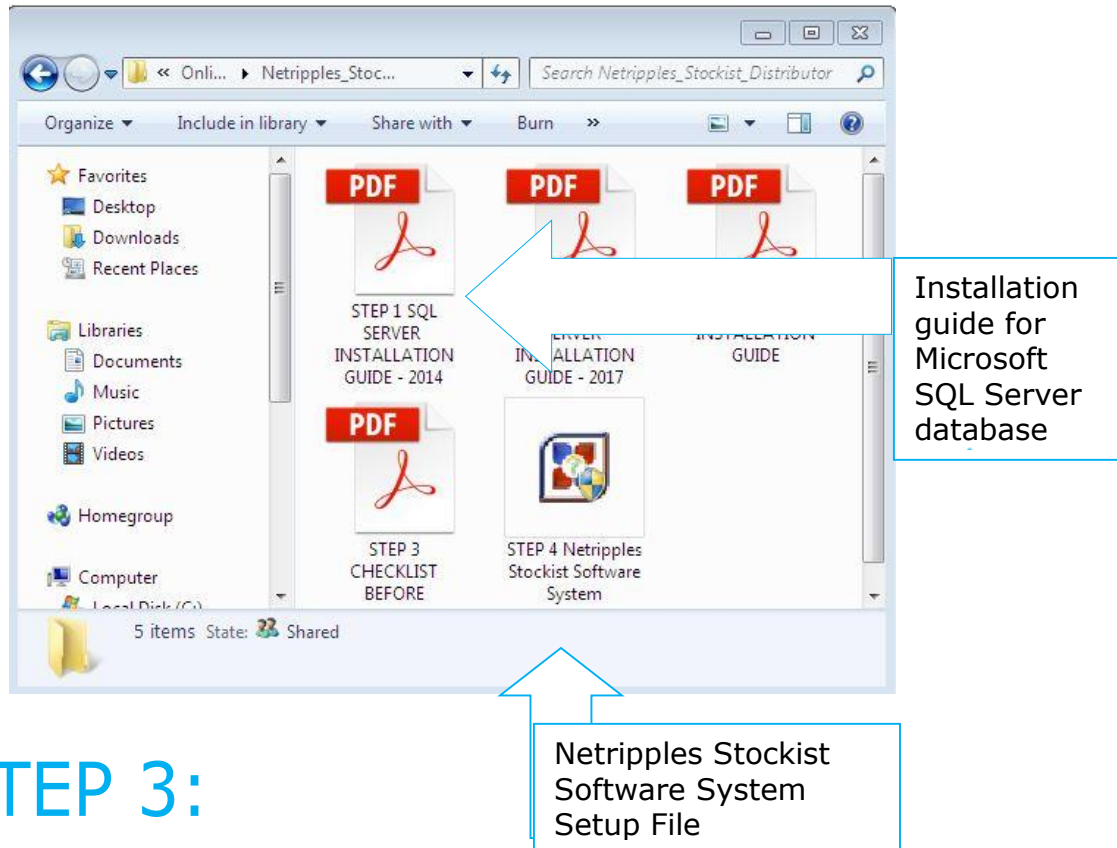 « Onli... ▸ Netripples_Stoc...
Search Netripples_Stockist_Distributor
Organize
Include in library
Share with
Burn
»
Favorites
Desktop
Downloads
Recent Places
Libraries
Documents
Music
Pictures
Videos
Homegroup
Computer
PDF
PDF
PDF
STEP 1 SQL
SERVER
INSTALLATION
GUIDE - 2014
GUIDE - 2017
GUIDE
PDF
STEP 3
CHECKLIST
BEFORE
STEP 4 Netripples
Stockist Software
System
5 items State: Shared
Installation
guide for
Microsoft
SQL Server
database
Netripples Stockist
Software System
Setup File
TEP 3: